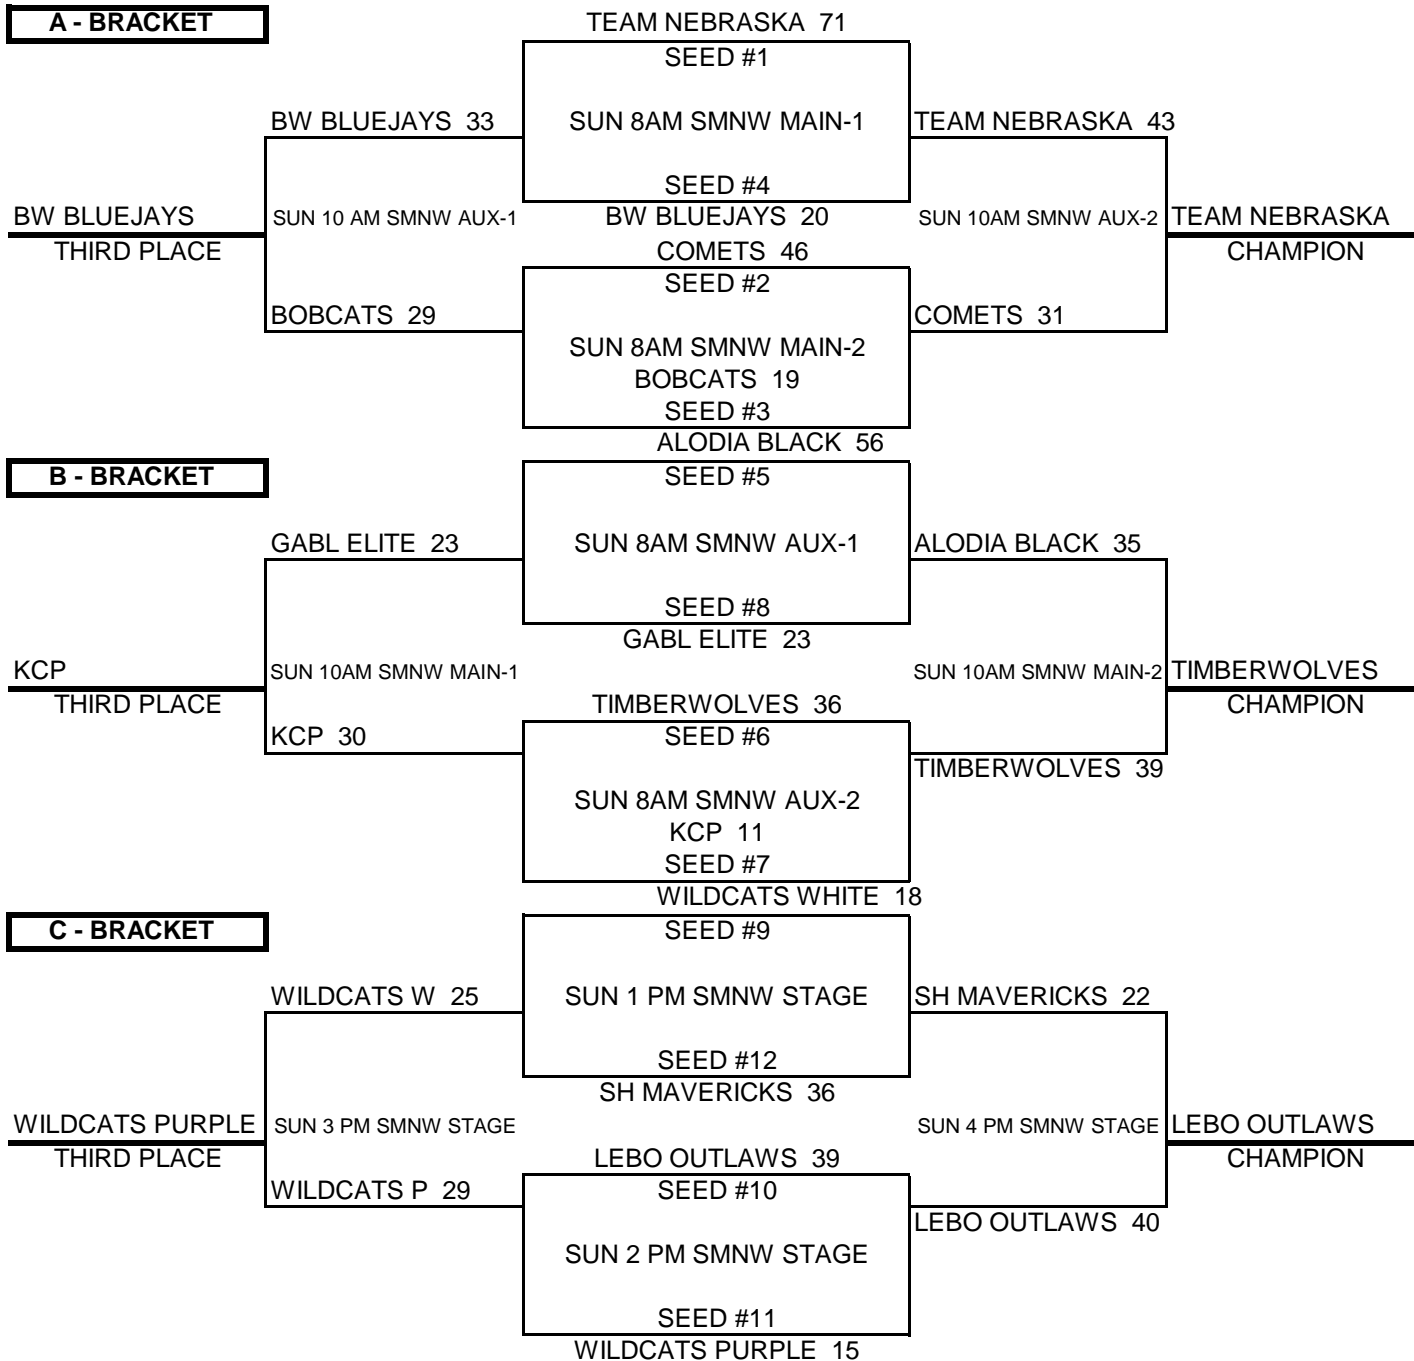 A - BRACKET
TEAM NEBRASKA 71
SEED #1
BW BLUEJAYS 33
SUN 8AM SMNW MAIN-1
TEAM NEBRASKA 43
SEED #4
BW BLUEJAYS
SUN 10 AM SMNW AUX-1
BW BLUEJAYS 20
SUN 10AM SMNW AUX-2
TEAM NEBRASKA
THIRD PLACE
COMETS 46
CHAMPION
SEED #2
BOBCATS 29
COMETS 31
SUN 8AM SMNW MAIN-2
BOBCATS 19
SEED #3
ALODIA BLACK 56
B - BRACKET
SEED #5
GABL ELITE 23
SUN 8AM SMNW AUX-1
ALODIA BLACK 35
SEED #8
GABL ELITE 23
KCP
SUN 10AM SMNW MAIN-1
SUN 10AM SMNW MAIN-2
TIMBERWOLVES
THIRD PLACE
TIMBERWOLVES 36
CHAMPION
KCP 30
SEED #6
TIMBERWOLVES 39
SUN 8AM SMNW AUX-2
KCP 11
SEED #7
WILDCATS WHITE 18
C - BRACKET
SEED #9
WILDCATS W 25
SUN 1 PM SMNW STAGE
SH MAVERICKS 22
SEED #12
SH MAVERICKS 36
WILDCATS PURPLE
SUN 3 PM SMNW STAGE
SUN 4 PM SMNW STAGE
LEBO OUTLAWS
THIRD PLACE
LEBO OUTLAWS 39
CHAMPION
WILDCATS P 29
SEED #10
LEBO OUTLAWS 40
SUN 2 PM SMNW STAGE
SEED #11
WILDCATS PURPLE 15